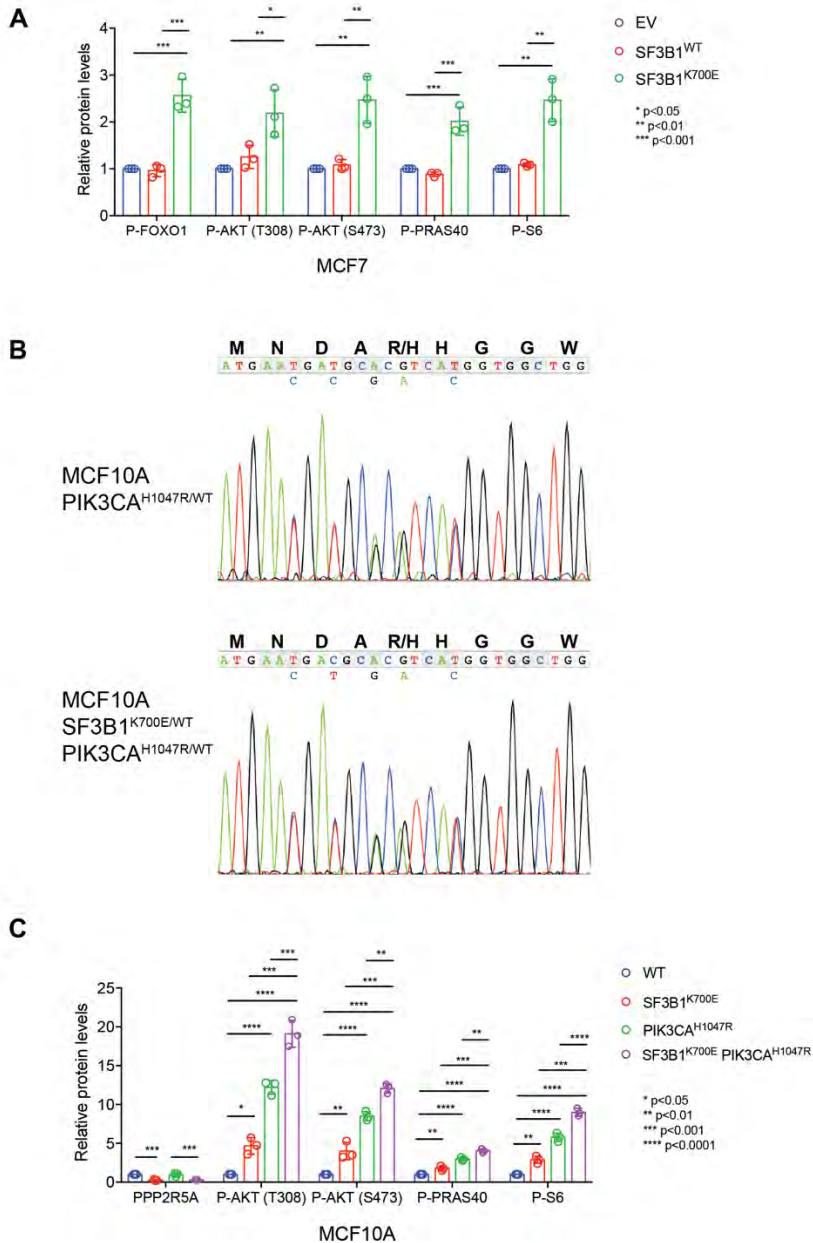 A
Relative protein levels
4
3
2
1
0
***
***
*
**
**
**
***
***
**
**
P-FOXO1 P-AKT (T308) P-AKT (S473) P-PRAS40 P-S6
MCF7
EV
SF3B1WT
SF3B1K700E
* p<0.05
** p<0.01
*** p<0.001
B
M N D A R/H H G G W
ATGAATGATGCACGTCATGGTGGCTGG
C C G A C
MCF10A
PIK3CAH1047R/WT
M N D A R/H H G G W
ATGAATGACGCACGTCATGGTGGCTGG
C T G A C
MCF10A
SF3B1K700E/WT
PIK3CAH1047R/WT
C
Relative protein levels
25
20
15
10
5
0
***
***
***
***
****
****
*
**
***
****
****
**
**
***
****
****
**
****
***
****
****
**
PPP2R5A P-AKT (T308) P-AKT (S473) P-PRAS40 P-S6
MCF10A
WT
SF3B1K700E
PIK3CAH1047R
SF3B1K700E PIK3CAH1047R
* p<0.05
** p<0.01
*** p<0.001
**** p<0.0001